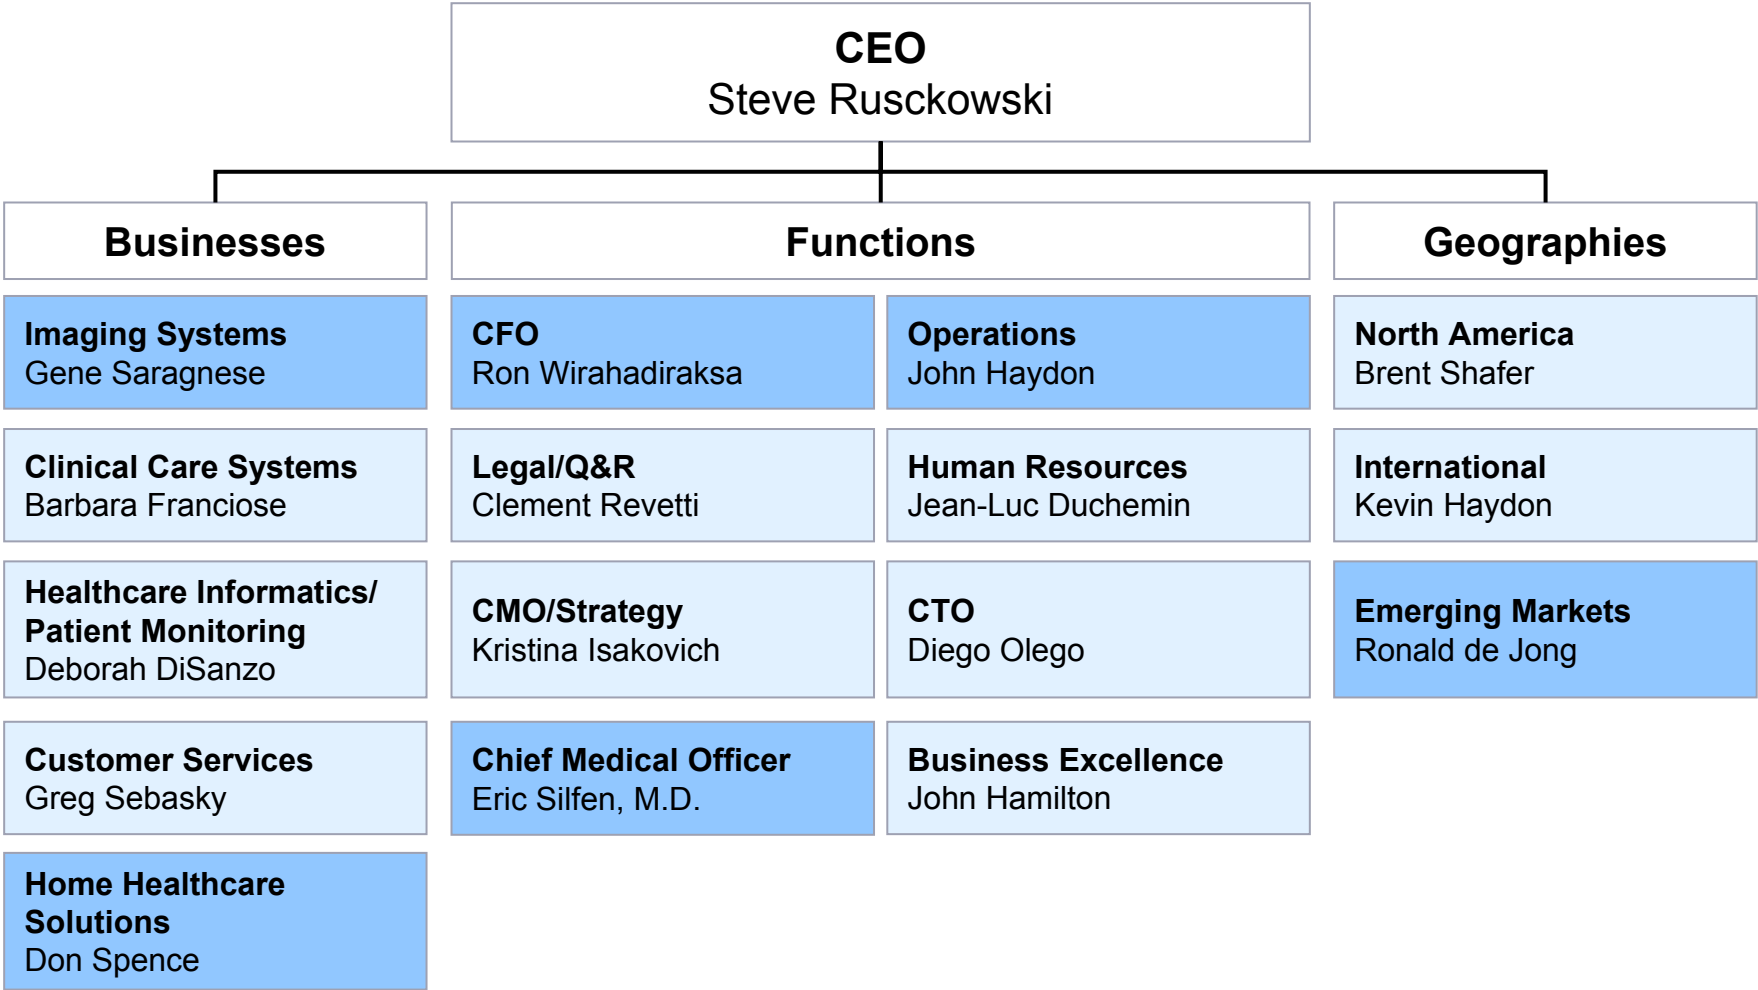 CEO
Steve Rusckowski
Businesses
Functions
Geographies
Imaging Systems
Gene Saragnese
Clinical Care Systems
Barbara Franciose
Healthcare Informatics/
Patient Monitoring
Deborah DiSanzo
Customer Services
Greg Sebasky
Home Healthcare
Solutions
Don Spence
CFO
Ron Wirahadiraksa
Legal/Q&R
Clement Revetti
CMO/Strategy
Kristina Isakovich
Chief Medical Officer
Eric Silfen, M.D.
Operations
John Haydon
Human Resources
Jean-Luc Duchemin
CTO
Diego Olego
Business Excellence
John Hamilton
North America
Brent Shafer
International
Kevin Haydon
Emerging Markets
Ronald de Jong